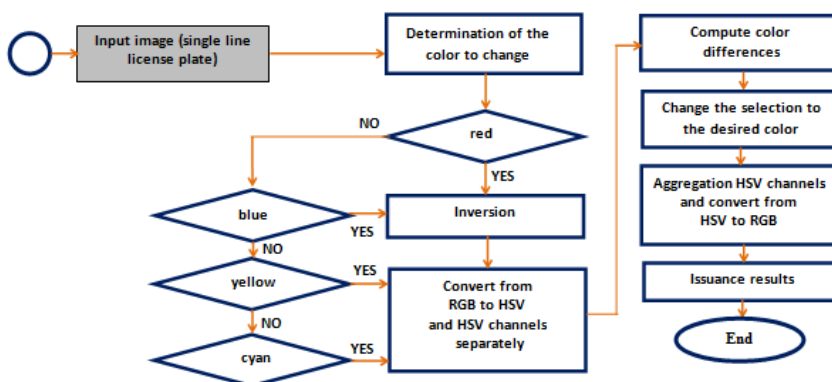 Input image (single line
license plate)
Determination of the
color to change
Compute color
differences
Change the selection to
the desired color
NO
red
YES
Aggregation HSV channels
and convert from
HSV to RGB
blue
YES
Inversion
NO
yellow
YES
Convert from
RGB to HSV
and HSV channels
separately
Issuance results
NO
cyan
YES
End